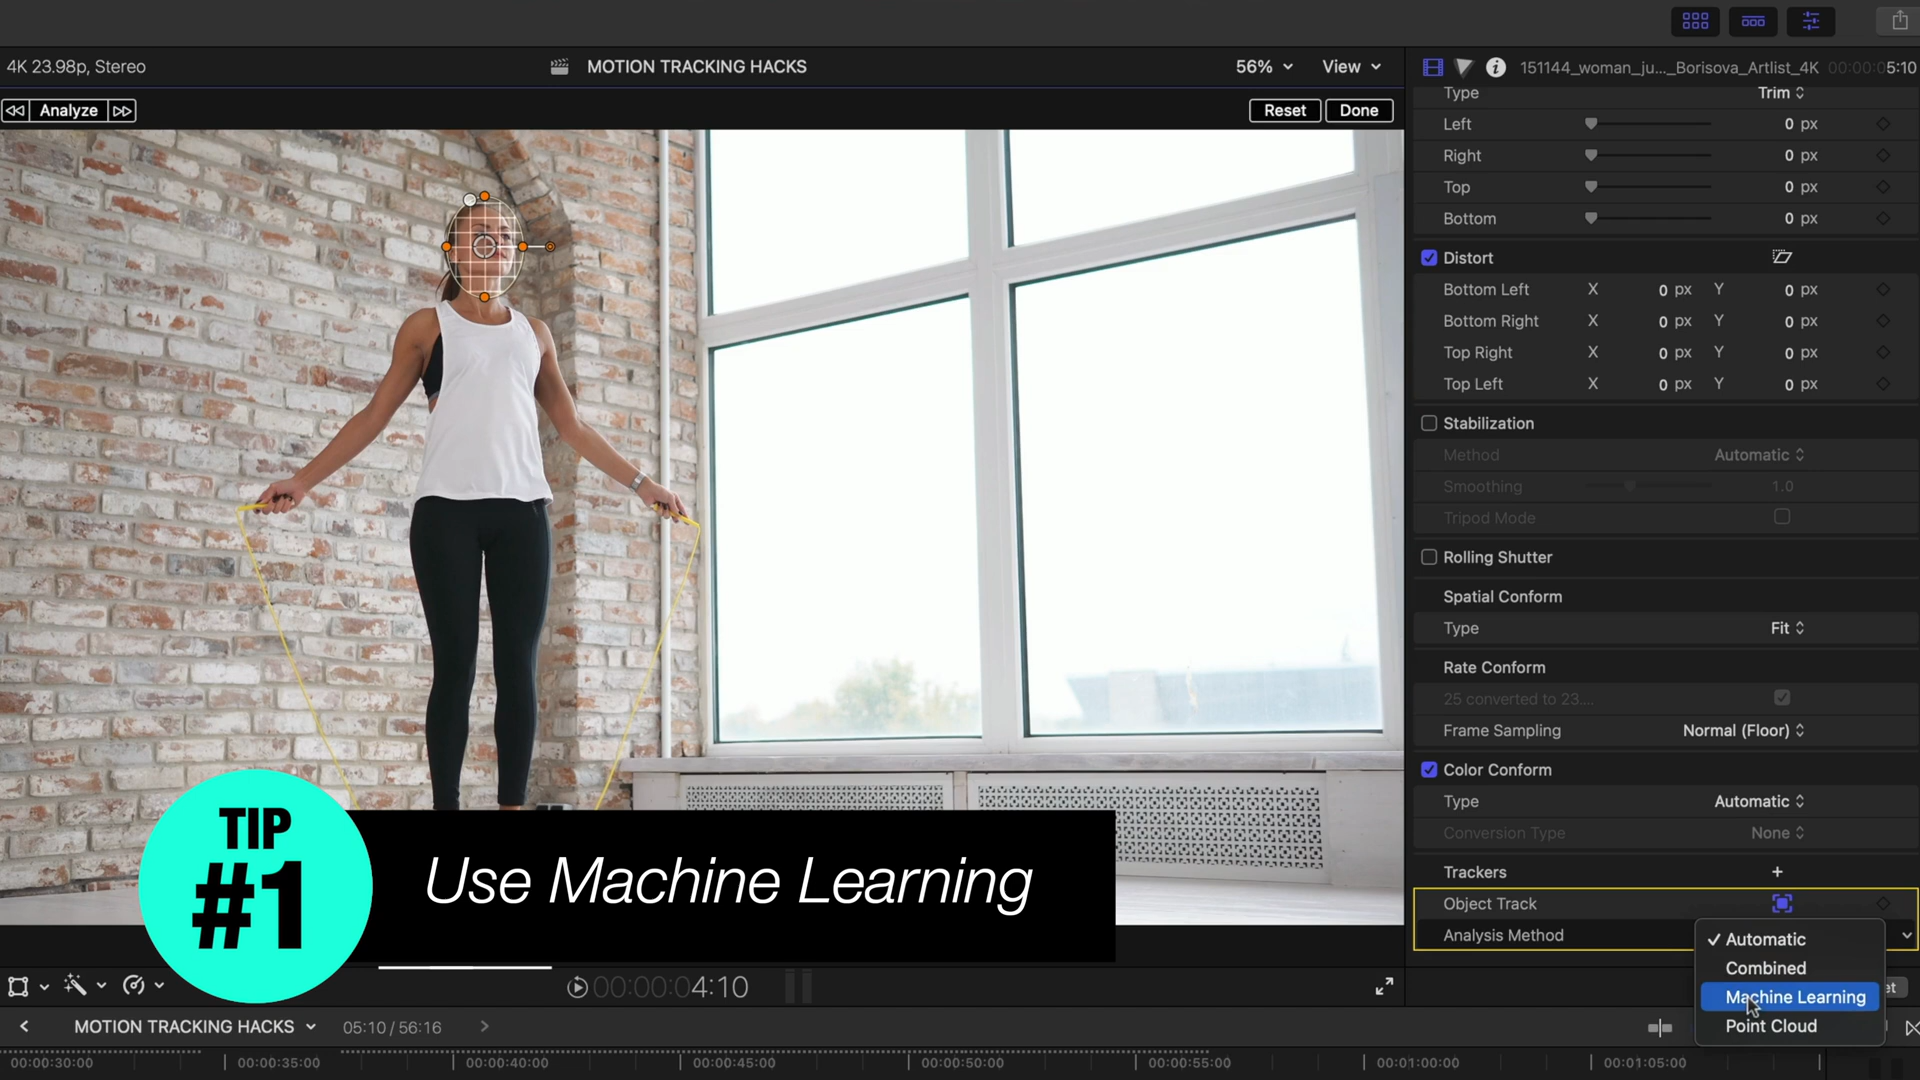 4K 23.98p, Stereo
MOTION TRACKING HACKS
56%
View
151144_woman_ju..._Borisova_Artlist_4K
00:00:05:10
Analyze
Reset
Done
Type
Trim
Left
0 px
Right
0 px
Top
0 px
Bottom
0 px
Distort
Bottom Left X 0 px Y 0 px
Bottom Right X 0 px Y 0 px
Top Right X 0 px Y 0 px
Top Left X 0 px Y 0 px
Stabilization
Method Automatic
Smoothing 1.0
Tripod Mode
Rolling Shutter
Spatial Conform
Type Fit
Rate Conform
25 converted to 23....
Frame Sampling Normal (Floor)
Color Conform
Type Automatic
Conversion Type None
Trackers +
Object Track
Analysis Method
✓ Automatic
Combined
Machine Learning
Point Cloud
TIP
#1
Use Machine Learning
00:00:04:10
MOTION TRACKING HACKS
05:10 / 56:16
00:00:30:00
00:00:35:00
00:00:40:00
00:00:45:00
00:00:50:00
00:00:55:00
00:01:00:00
00:01:05:00